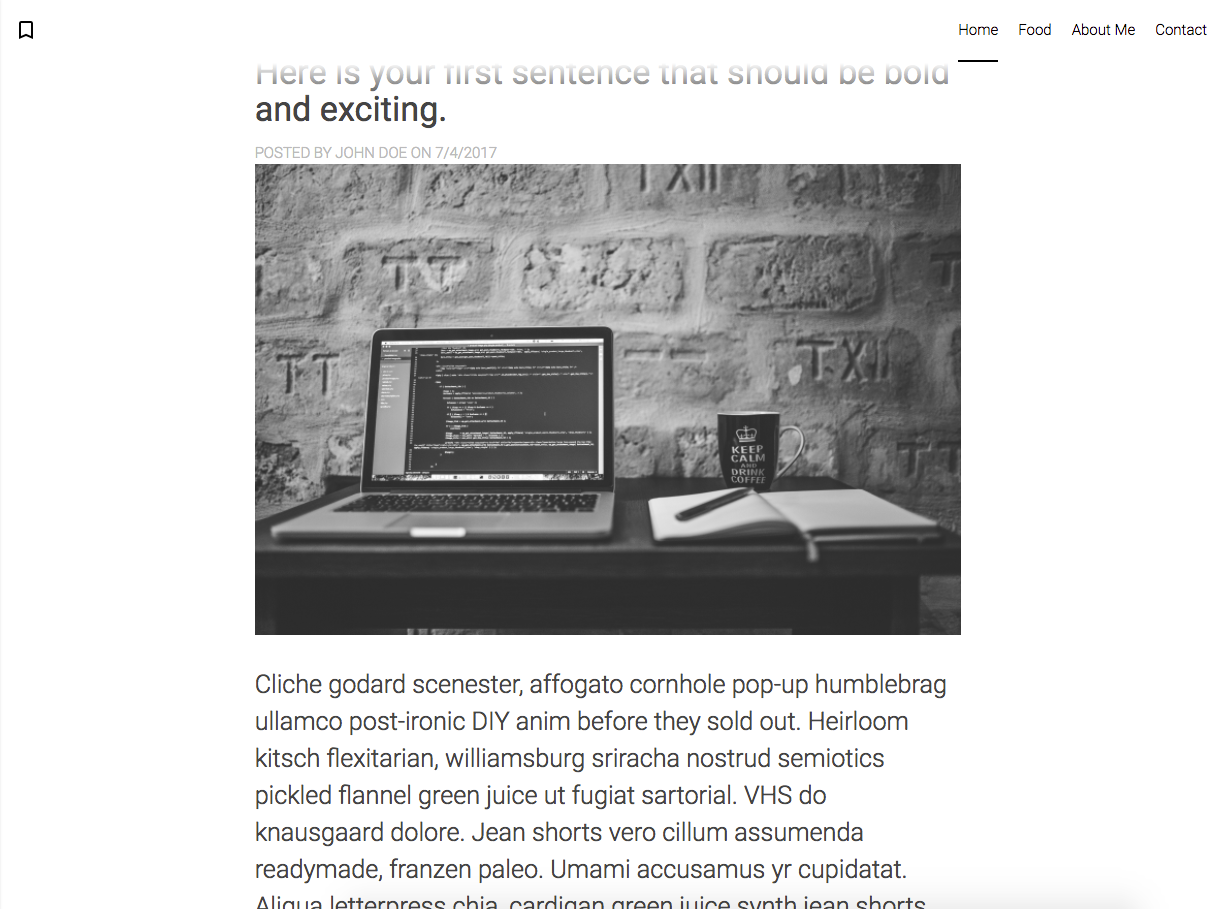 Home Food About Me Contact
Here is your first sentence that should be bold
and exciting.
POSTED BY JOHN DOE ON 7/4/2017
TXII
TT
TXII
KEEP
CALM
AND
DRINK
COFFEE
Cliche godard scenester, affogato cornhole pop-up humblebrag
ullamco post-ironic DIY anim before they sold out. Heirloom
kitsch flexitarian, williamsburg sriracha nostrud semiotics
pickled flannel green juice ut fugiat sartorial. VHS do
knausgaard dolore. Jean shorts vero cillum assumenda
readymade, franzen paleo. Umami accusamus yr cupidatat.
Aliqua letterpress chia, cardigan green juice synth jean shorts